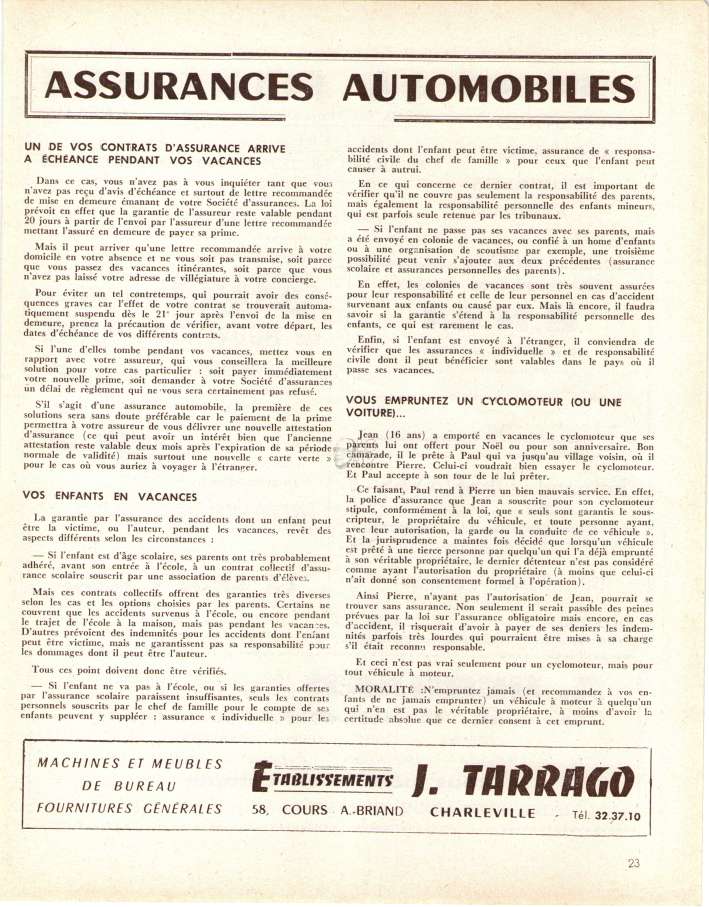 ASSURANCES AUTOMOBILES
UN DE VOS CONTRATS D'ASSURANCE ARRIVE
A ÉCHÉANCE PENDANT VOS VACANCES
Dans ce cas, vous n'avez pas à vous inquiéter tant que vous
n'avez pas reçu d'avis d'échéance et surtout de lettre recommandée
de mise en demeure émanant de votre Société d'assurances. La loi
prévoit en effet que la garantie de l'assureur reste valable pendant
20 jours à partir de l'envoi par l'assureur d'une lettre recommandée
mettant l'assuré en demeure de payer sa prime.
Mais il peut arriver qu'une lettre recommandée arrive à votre
domicile en votre absence et ne vous soit pas transmise, soit parce
que vous passez des vacances itinérantes, soit parce que vous
n'avez pas laissé votre adresse de villégiature à votre concierge.
Pour éviter un tel contretemps, qui pourrait avoir des consé-
quences graves car l'effet de votre contrat se trouverait automa-
tiquement suspendu dès le 21e jour après l'envoi de la mise en
demeure, prenez la précaution de vérifier, avant votre départ, les
dates d'échéance de vos différents contrats.
Si l'une d'elles tombe pendant vos vacances, mettez vous en
rapport avec votre assureur, qui vous conseillera la meilleure
solution pour votre cas particulier : soit payer immédiatement
votre nouvelle prime, soit demander à votre Société d'assurances
un délai de règlement qui ne vous sera certainement pas refusé.
S'il s'agit d'une assurance automobile, la première de ces
solutions sera sans doute préférable car le paiement de la prime
permettra à votre assureur de vous délivrer une nouvelle attestation
d'assurance (ce qui peut avoir un intérêt bien que l'ancienne
attestation reste valable deux mois après l'expiration de sa période
normale de validité) mais surtout une nouvelle « carte verte »
pour le cas où vous auriez à voyager à l'étranger.
VOS ENFANTS EN VACANCES
La garantie par l'assurance des accidents dont un enfant peut
être la victime, ou l'auteur, pendant les vacances, revêt des
aspects différents selon les circonstances :
— Si l'enfant est d'âge scolaire, ses parents ont très probablement
adhéré, avant son entrée à l'école, à un contrat collectif d'assu-
rance scolaire souscrit par une association de parents d'élèves.
Mais ces contrats collectifs offrent des garanties très diverses
selon les cas et les options choisies par les parents. Certains ne
couvrent que les accidents survenus à l'école, ou encore pendant
le trajet de l'école à la maison, mais pas pendant les vacances.
D'autres prévoient des indemnités pour les accidents dont l'enfant
peut être victime, mais ne garantissent pas sa responsabilité pour
les dommages dont il peut être l'auteur.
Tous ces point doivent donc être vérifiés.
— Si l'enfant ne va pas à l'école, ou si les garanties offertes
par l'assurance scolaire paraissent insuffisantes, seuls les contrats
personnels souscrits par le chef de famille pour le compte de ses
enfants peuvent y suppléer : assurance « individuelle » pour les
accidents dont l'enfant peut être victime, assurance de « responsa-
bilité civile du chef de famille » pour ceux que l'enfant peut
causer à autrui.
En ce qui concerne ce dernier contrat, il est important de
vérifier qu'il ne couvre pas seulement la responsabilité des parents,
mais également la responsabilité personnelle des enfants mineurs,
qui est parfois seule retenue par les tribunaux.
— Si l'enfant ne passe pas ses vacances avec ses parents, mais
a été envoyé en colonie de vacances, ou confié à un home d'enfants
ou à une organisation de scoutisme par exemple, une troisième
possibilité peut venir s'ajouter aux deux précédentes (assurance
scolaire et assurances personnelles des parents).
En effet, les colonies de vacances sont très souvent assurées
pour leur responsabilité et celle de leur personnel en cas d'accident
survenant aux enfants ou causé par eux. Mais là encore, il faudra
savoir si la garantie s'étend à la responsabilité personnelle des
enfants, ce qui est rarement le cas.
Enfin, si l'enfant est envoyé à l'étranger, il conviendra de
vérifier que les assurances « individuelle » et de responsabilité
civile dont il peut bénéficier sont valables dans le pays où il
passe ses vacances.
VOUS EMPRUNTEZ UN CYCLOMOTEUR (OU UNE
VOITURE)...
Jean (16 ans) a emporté en vacances le cyclomoteur que ses
parents lui ont offert pour Noël ou pour son anniversaire. Bon
camarade, il le prête à Paul qui va jusqu'au village voisin, où il
rencontre Pierre. Celui-ci voudrait bien essayer le cyclomoteur.
Et Paul accepte à son tour de le lui prêter.
Ce faisant, Paul rend à Pierre un bien mauvais service. En effet,
la police d'assurance que Jean a souscrite pour son cyclomoteur
stipule, conformément à la loi, que « seuls sont garantis le sous-
cripteur, le propriétaire du véhicule, et toute personne ayant,
avec leur autorisation, la garde ou la conduite de ce véhicule ».
Et la jurisprudence a maintes fois décidé que lorsqu'un véhicule
est prêté à une tierce personne par quelqu'un qui l'a déjà emprunté
à son véritable propriétaire, le dernier détenteur n'est pas considéré
comme ayant l'autorisation du propriétaire (à moins que celui-ci
n'ait donné son consentement formel à l'opération).
Ainsi Pierre, n'ayant pas l'autorisation de Jean, pourrait se
trouver sans assurance. Non seulement il serait passible des peines
prévues par la loi sur l'assurance obligatoire mais encore, en cas
d'accident, il risquerait d'avoir à payer de ses deniers les indem-
nités parfois très lourdes qui pourraient être mises à sa charge
s'il était reconnu responsable.
Et ceci n'est pas vrai seulement pour un cyclomoteur, mais pour
tout véhicule à moteur.
MORALITÉ :N'empruntez jamais (et recommandez à vos en-
fants de ne jamais emprunter) un véhicule à moteur à quelqu'un
qui n'en est pas le véritable propriétaire, à moins d'avoir la
certitude absolue que ce dernier consent à cet emprunt.
MACHINES ET MEUBLES
DE BUREAU
FOURNITURES GÉNÉRALES
ÉTABLISSEMENTS J. TARRAGO
58, COURS A.-BRIAND CHARLEVILLE - Tél. 32.37.10
23